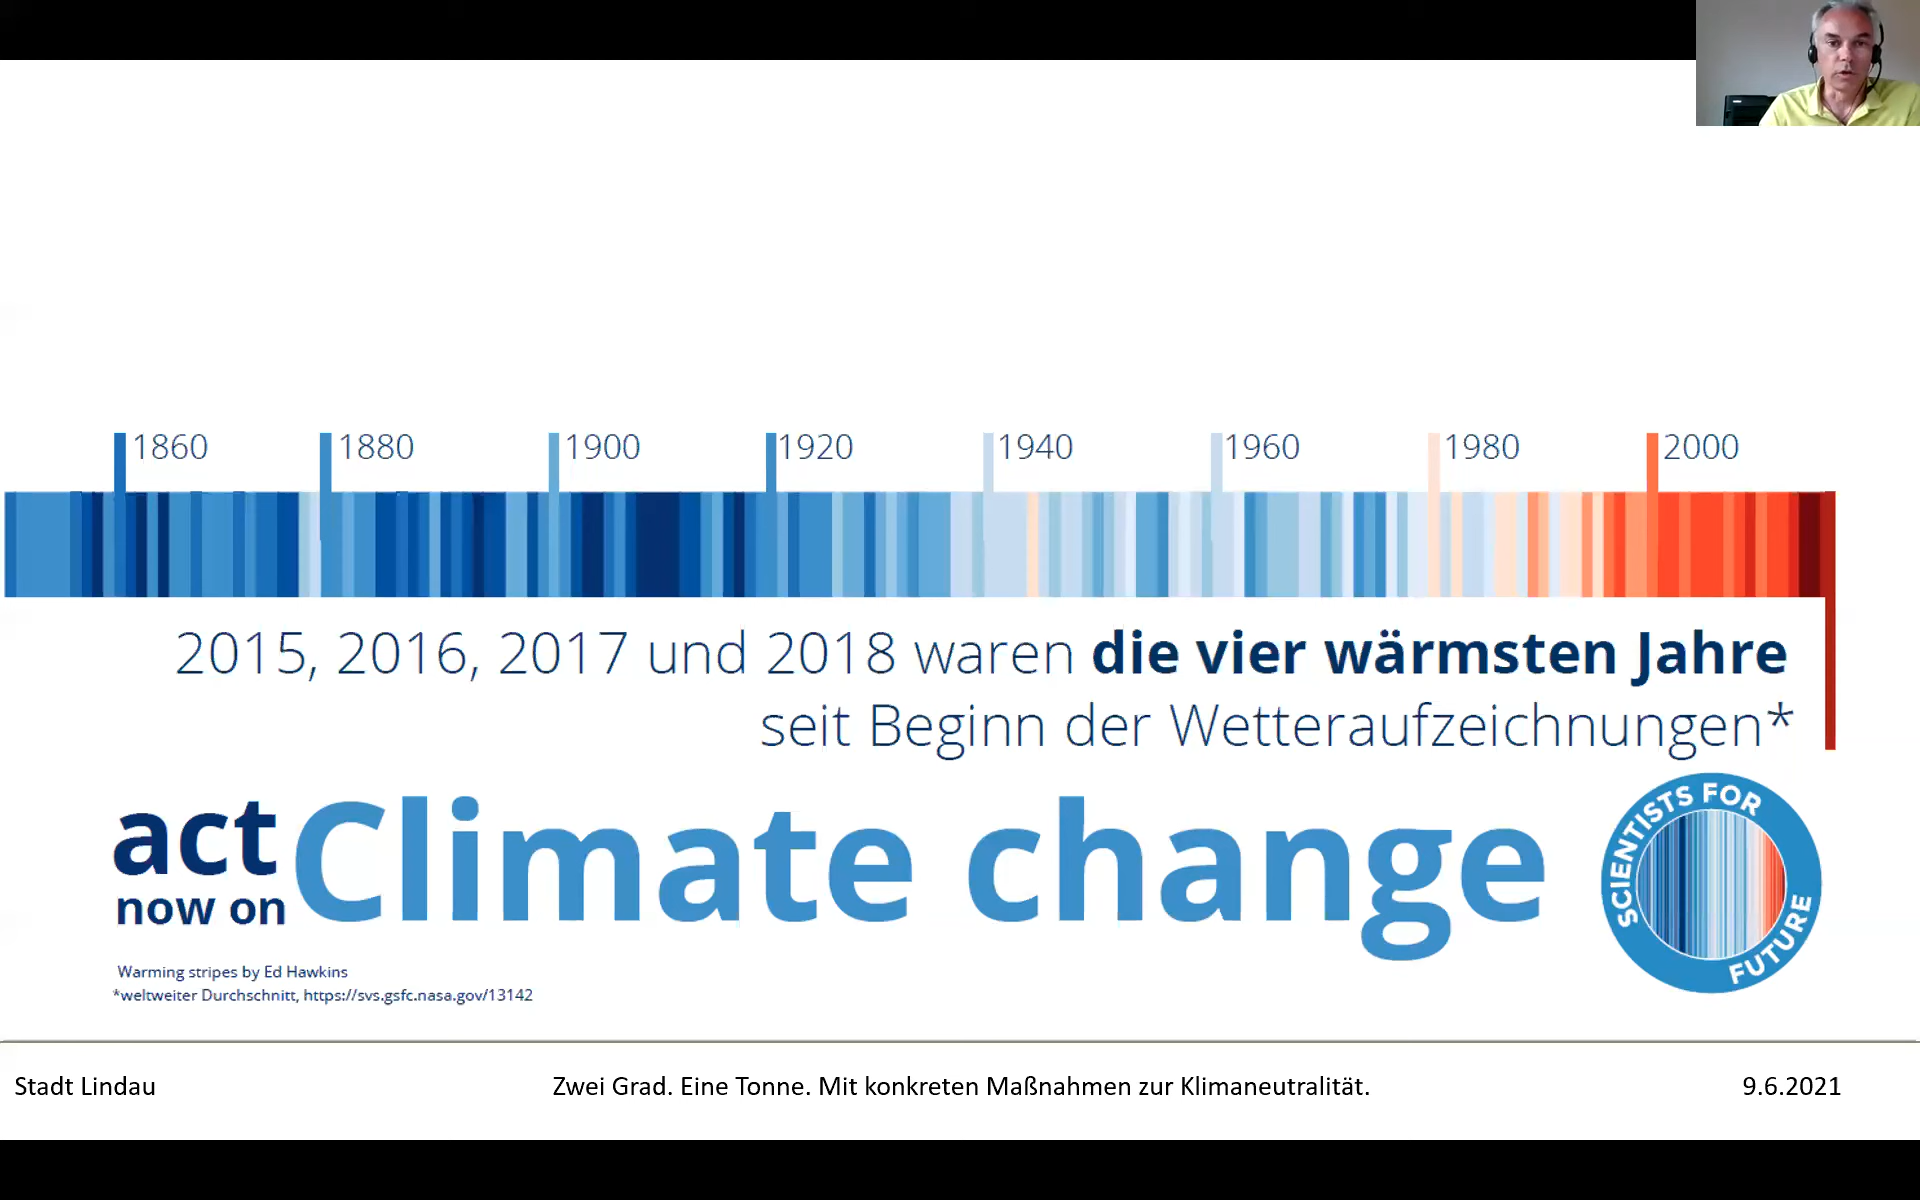 1860 1880 1900 1920 1940 1960 1980 2000
2015, 2016, 2017 und 2018 waren die vier wärmsten Jahre
seit Beginn der Wetteraufzeichnungen*
act
now on
Climate change
SCIENTISTS FOR
FUTURE
Warming stripes by Ed Hawkins
*weltweiter Durchschnitt, https://svs.gsfc.nasa.gov/13142
Stadt Lindau
Zwei Grad. Eine Tonne. Mit konkreten Maßnahmen zur Klimaneutralität.
9.6.2021